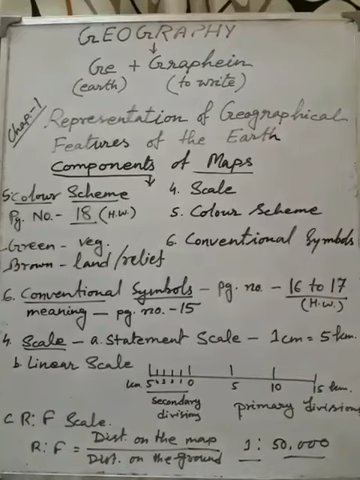 GEOGRAPHY
↓
Ge + Graphein
(earth) (to write)
Chap:-1
Representation of Geographical
Features of the Earth
Components of Maps
↓
5. Colour Scheme 4. Scale
Pg. No. - 18 (H.W) 5. Colour Scheme
Green - veg. 6. Conventional Symbols
Brown - land/relief
6. Conventional Symbols - pg. no. - 16 to 17
meaning - pg. no. - 15 (H.W.)
4. Scale - a. Statement Scale - 1cm = 5 km.
b. Linear Scale
km 5 0 5 10 15 km.
secondary division primary divisions
C. R: F Scale.
R: F = Dist. on the map
Dist. on the ground
1: 50,000